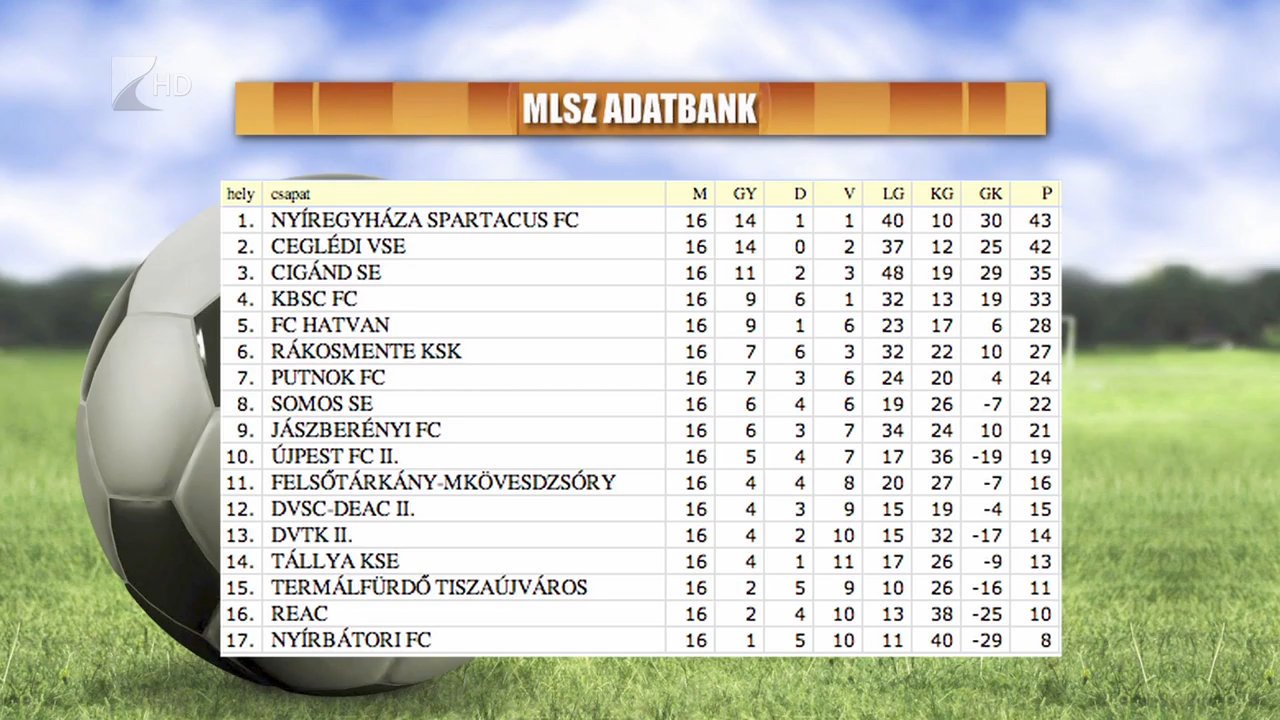 HD
MLSZ ADATBANK
hely csapat M GY D V LG KG GK P
1. NYÍREGYHÁZA SPARTACUS FC 16 14 1 1 40 10 30 43
2. CEGLÉDI VSE 16 14 0 2 37 12 25 42
3. CIGÁND SE 16 11 2 3 48 19 29 35
4. KBSC FC 16 9 6 1 32 13 19 33
5. FC HATVAN 16 9 1 6 23 17 6 28
6. RÁKOSMENTE KSK 16 7 6 3 32 22 10 27
7. PUTNOK FC 16 7 3 6 24 20 4 24
8. SOMOS SE 16 6 4 6 19 26 -7 22
9. JÁSZBERÉNYI FC 16 6 3 7 34 24 10 21
10. ÚJPEST FC II. 16 5 4 7 17 36 -19 19
11. FELSŐTÁRKÁNY-MKÖVESDZSÓRY 16 4 4 8 20 27 -7 16
12. DVSC-DEAC II. 16 4 3 9 15 19 -4 15
13. DVTK II. 16 4 2 10 15 32 -17 14
14. TÁLLYA KSE 16 4 1 11 17 26 -9 13
15. TERMÁLFÜRDŐ TISZAÚJVÁROS 16 2 5 9 10 26 -16 11
16. REAC 16 2 4 10 13 38 -25 10
17. NYÍRBÁTORI FC 16 1 5 10 11 40 -29 8